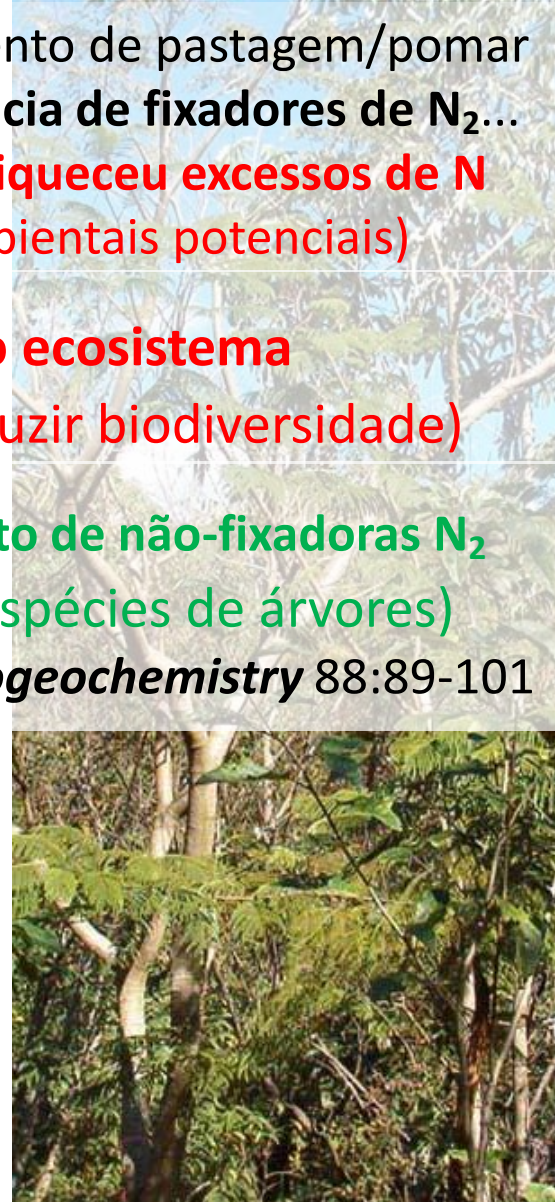 nto de pastagem/pomar
cia de fixadores de N₂...
iqueceu excessos de N
bientais potenciais)
o ecosistema
uzir biodiversidade)
to de não-fixadoras N₂
spécies de árvores)
ogeochemistry 88:89-101